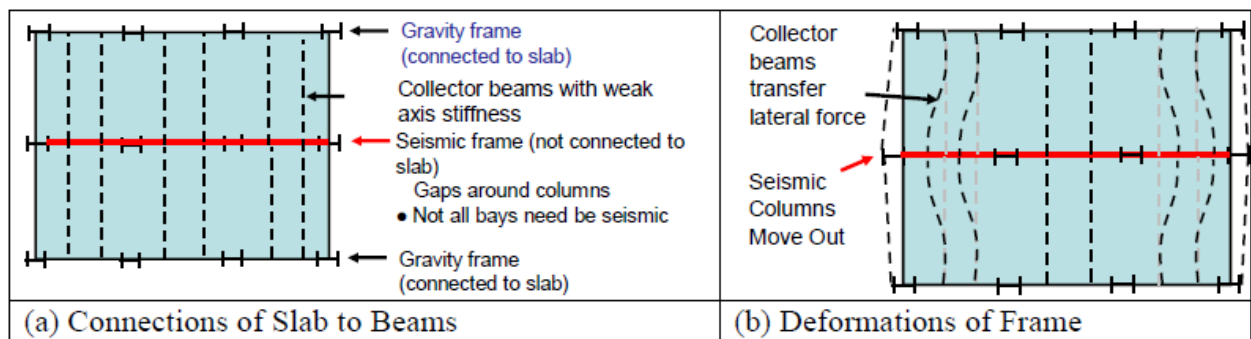 Gravity frame
(connected to slab)
Collector beams with weak
axis stiffness
Seismic frame (not connected to
slab)
Gaps around columns
● Not all bays need be seismic
Gravity frame
(connected to slab)
(a) Connections of Slab to Beams
Collector
beams
transfer
lateral force
Seismic
Columns
Move Out
(b) Deformations of Frame